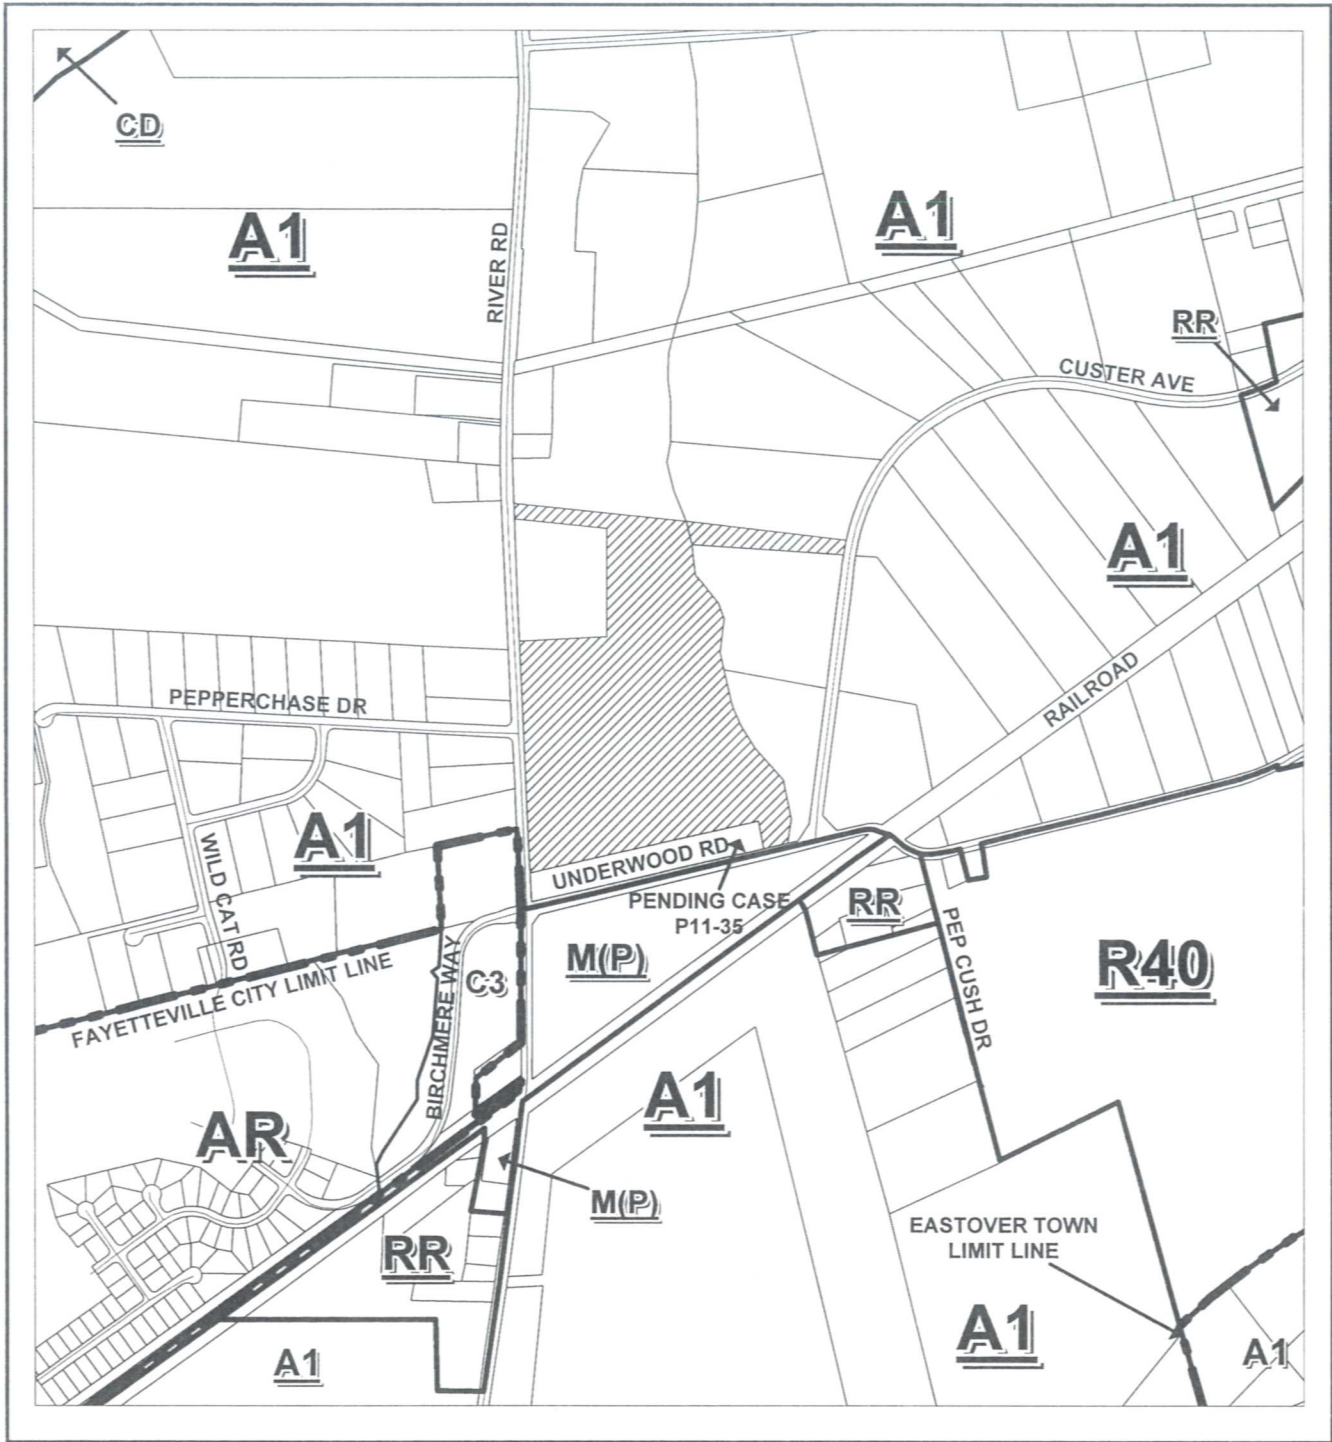 CD
A1
A1
RIVER RD
RR
CUSTER AVE
A1
RAILROAD
PEPPERCHASE DR
A1
WILD CAT RD
UNDERWOOD RD
PENDING CASE
P11-35
RR
PEP CUSH DR
R40
M(P)
C3
BIRCHMERE WAY
FAYETTEVILLE CITY LIMIT LINE
A1
AR
M(P)
RR
EASTOVER TOWN
LIMIT LINE
A1
A1
A1